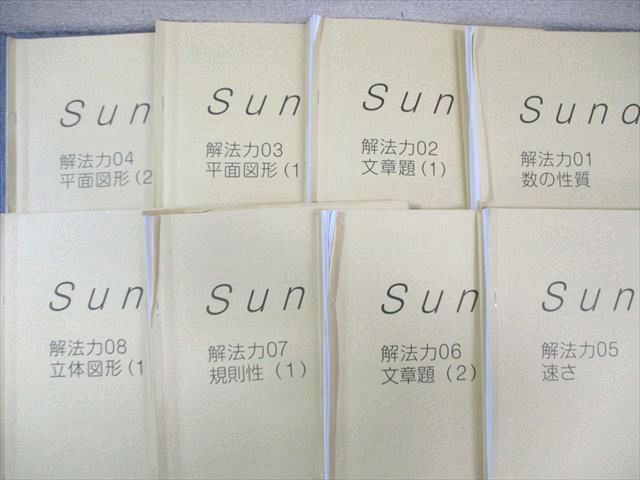 Sun
解法力04
平面図形(2
Sun
解法力03
平面図形(1
Sun
解法力02
文章題(1)
Sund
解法力01
数の性質
Sun
解法力08
立体図形(1
Sun
解法力07
規則性(1)
Sun
解法力06
文章題(2)
Sun
解法力05
速さ